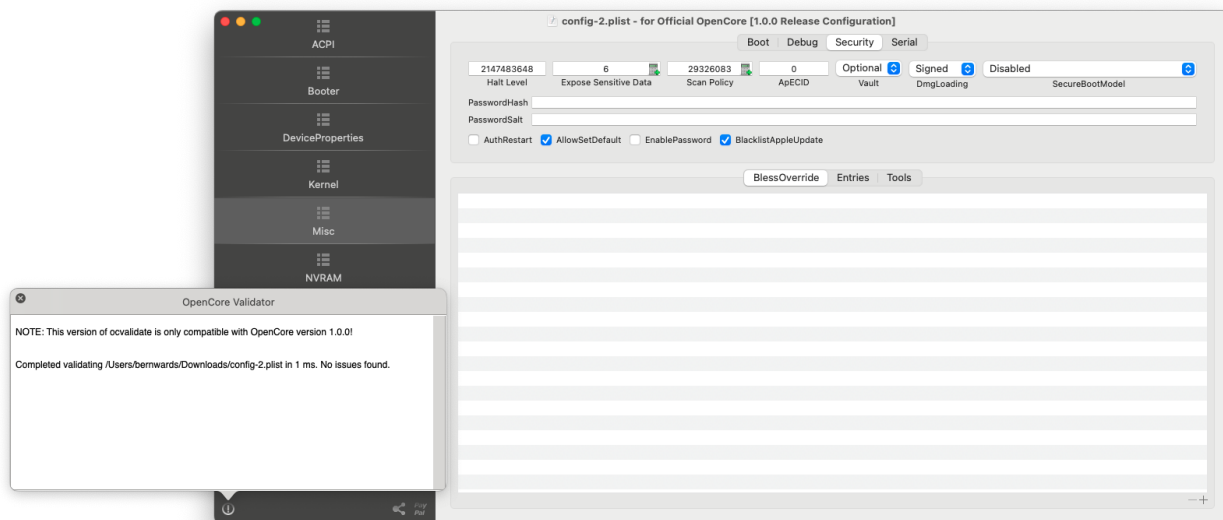 config-2.plist - for Official OpenCore [1.0.0 Release Configuration]
ACPI
Booter
DeviceProperties
Kernel
Misc
NVRAM
Boot Debug Security Serial
2147483648 6 29326083 0 Optional Signed Disabled
Halt Level Expose Sensitive Data Scan Policy ApECID Vault DmgLoading SecureBootModel
PasswordHash
PasswordSalt
AuthRestart AllowSetDefault EnablePassword BlacklistAppleUpdate
BlessOverride Entries Tools
OpenCore Validator
NOTE: This version of ocvalidate is only compatible with OpenCore version 1.0.0!
Completed validating /Users/bernwards/Downloads/config-2.plist in 1 ms. No issues found.
Pay
Pal